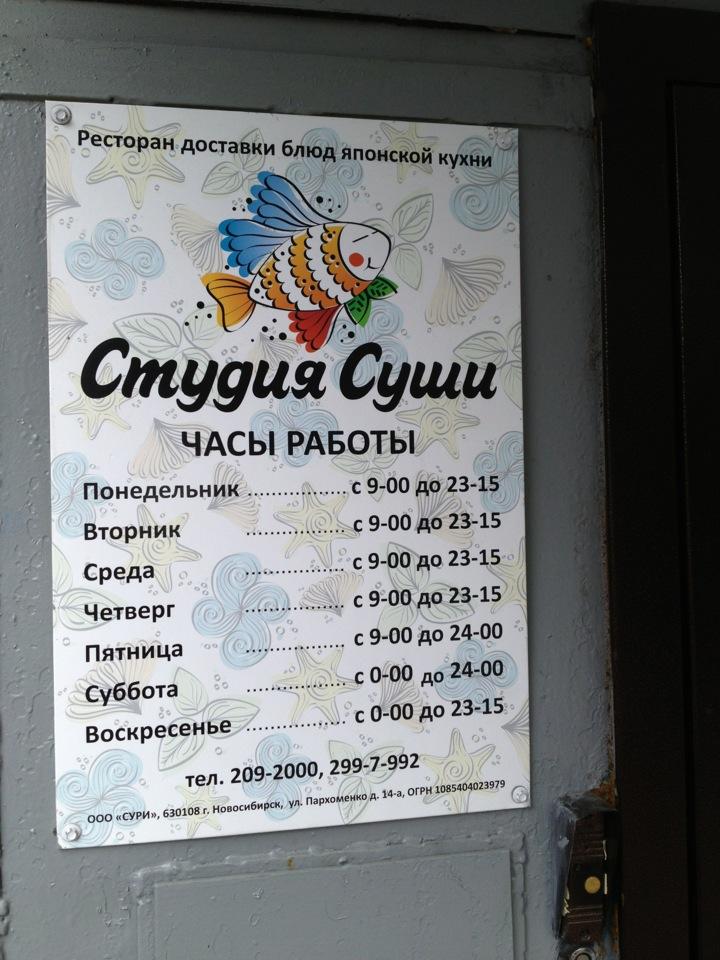 Ресторан доставки блюд японской кухни
Студия Суши
ЧАСЫ РАБОТЫ
Понедельник ................. с 9-00 до 23-15
Вторник ................. с 9-00 до 23-15
Среда ................. с 9-00 до 23-15
Четверг ................. с 9-00 до 23-15
Пятница ................. с 9-00 до 24-00
Суббота ................. с 0-00 до 24-00
Воскресенье ................. с 0-00 до 23-15
тел. 209-2000, 299-7-992
ООО «СУРИ», 630108 г. Новосибирск, ул. Пархоменко д. 14-а, ОГРН 1085404023979